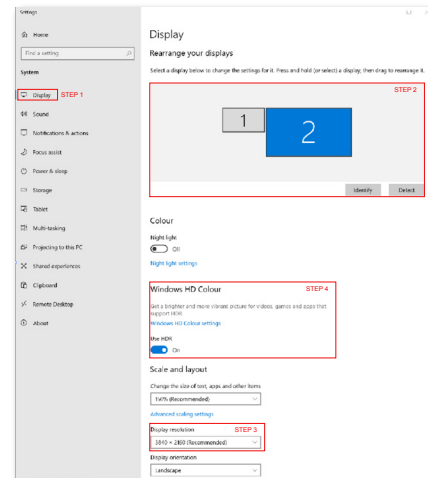 Settings
Home
Display
Find a setting
Rearrange your displays
System
Select a display below to change the settings for it. Press and hold (or select) a display, then drag to rearrange it.
Display STEP 1
STEP 2
Sound
Notifications & actions
Focus assist
Power & sleep
Storage
Tablet
Multi-tasking
Projecting to this PC
Shared experiences
Clipboard
Remote Desktop
About
1
2
Identify
Detect
Colour
Night light
Off
Night light settings
Windows HD Colour STEP 4
Get a brighter and more vibrant picture for videos, games and apps that
support HDR.
Windows HD Colour settings
Use HDR
On
Scale and layout
Change the size of text, apps and other items
150% (Recommended)
Advanced scaling settings
Display resolution STEP 3
3840 × 2160 (Recommended)
Display orientation
Landscape